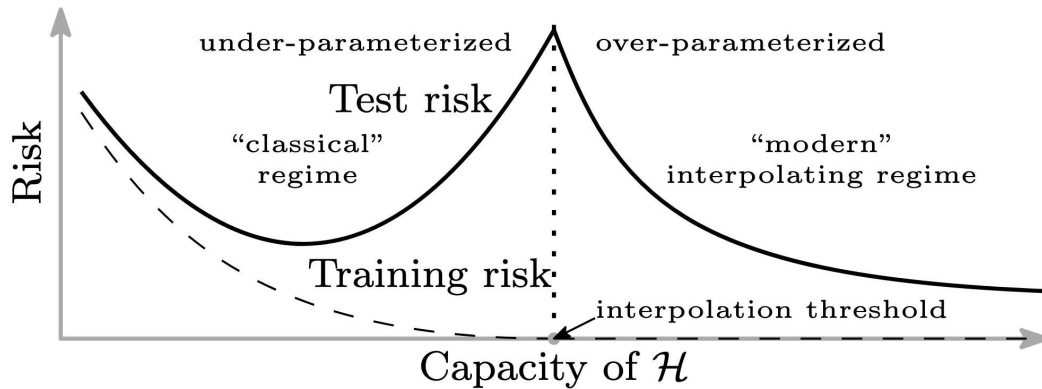 under-parameterized
over-parameterized
Test risk
“classical”
regime
“modern”
interpolating regime
Risk
Training risk
interpolation threshold
Capacity of ℋ